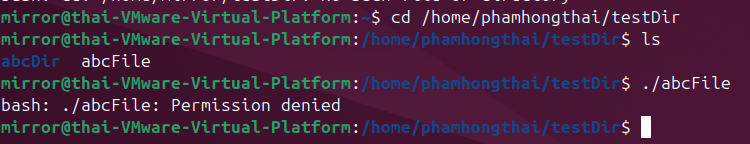 mirror@thai-VMware-Virtual-Platform:~$ cd /home/phamhongthai/testDir
mirror@thai-VMware-Virtual-Platform:/home/phamhongthai/testDir$ ls
abcDir  abcFile
mirror@thai-VMware-Virtual-Platform:/home/phamhongthai/testDir$ ./abcFile
bash: ./abcFile: Permission denied
mirror@thai-VMware-Virtual-Platform:/home/phamhongthai/testDir$